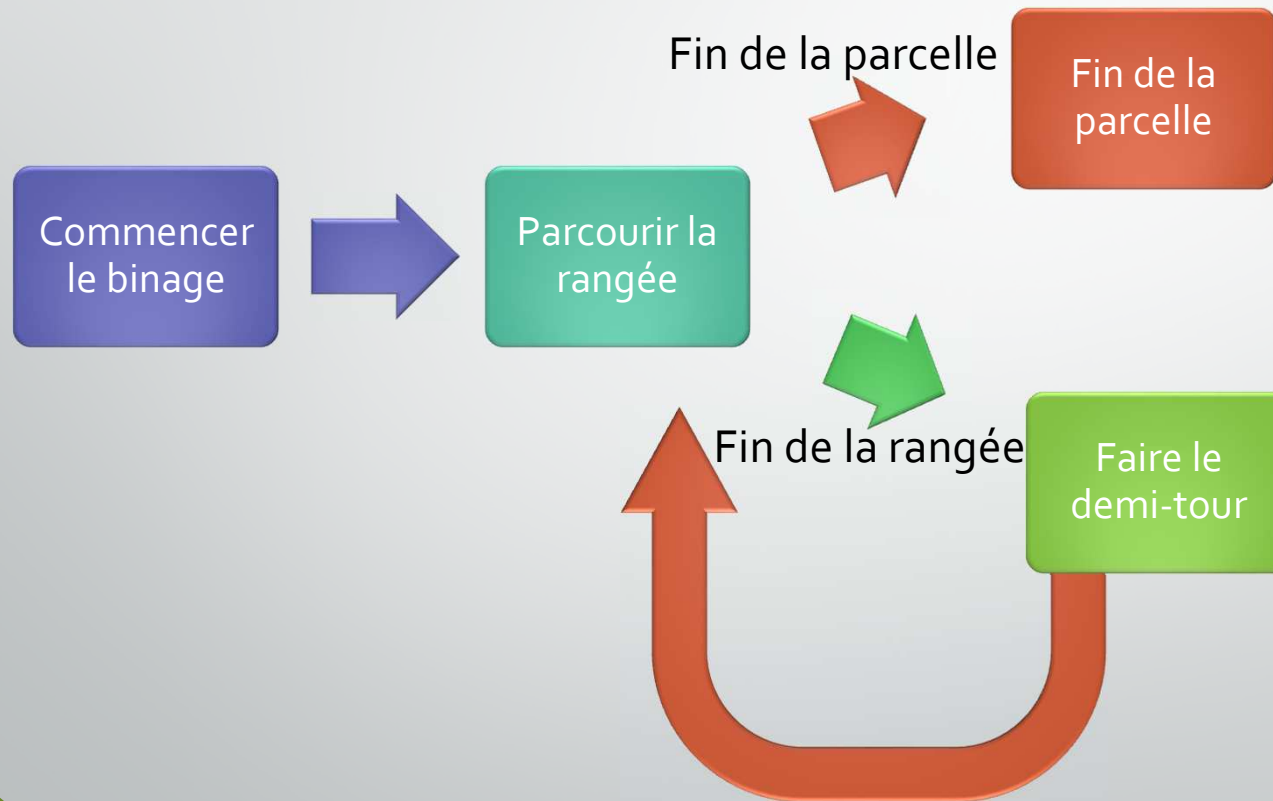 Fin de la parcelle
Fin de la
parcelle
Commencer
le binage
Parcourir la
rangée
Fin de la rangée
Faire le
demi-tour